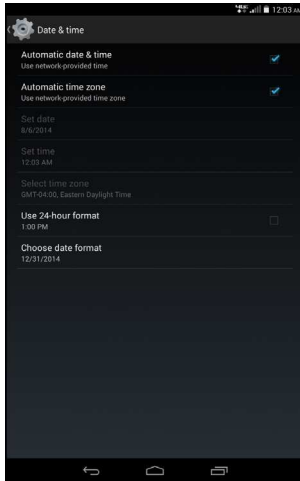 12:03 AM
Date & time
Automatic date & time
Use network-provided time
Automatic time zone
Use network-provided time zone
Set date
8/6/2014
Set time
12:03 AM
Select time zone
GMT-04:00, Eastern Daylight Time
Use 24-hour format
1:00 PM
Choose date format
12/31/2014